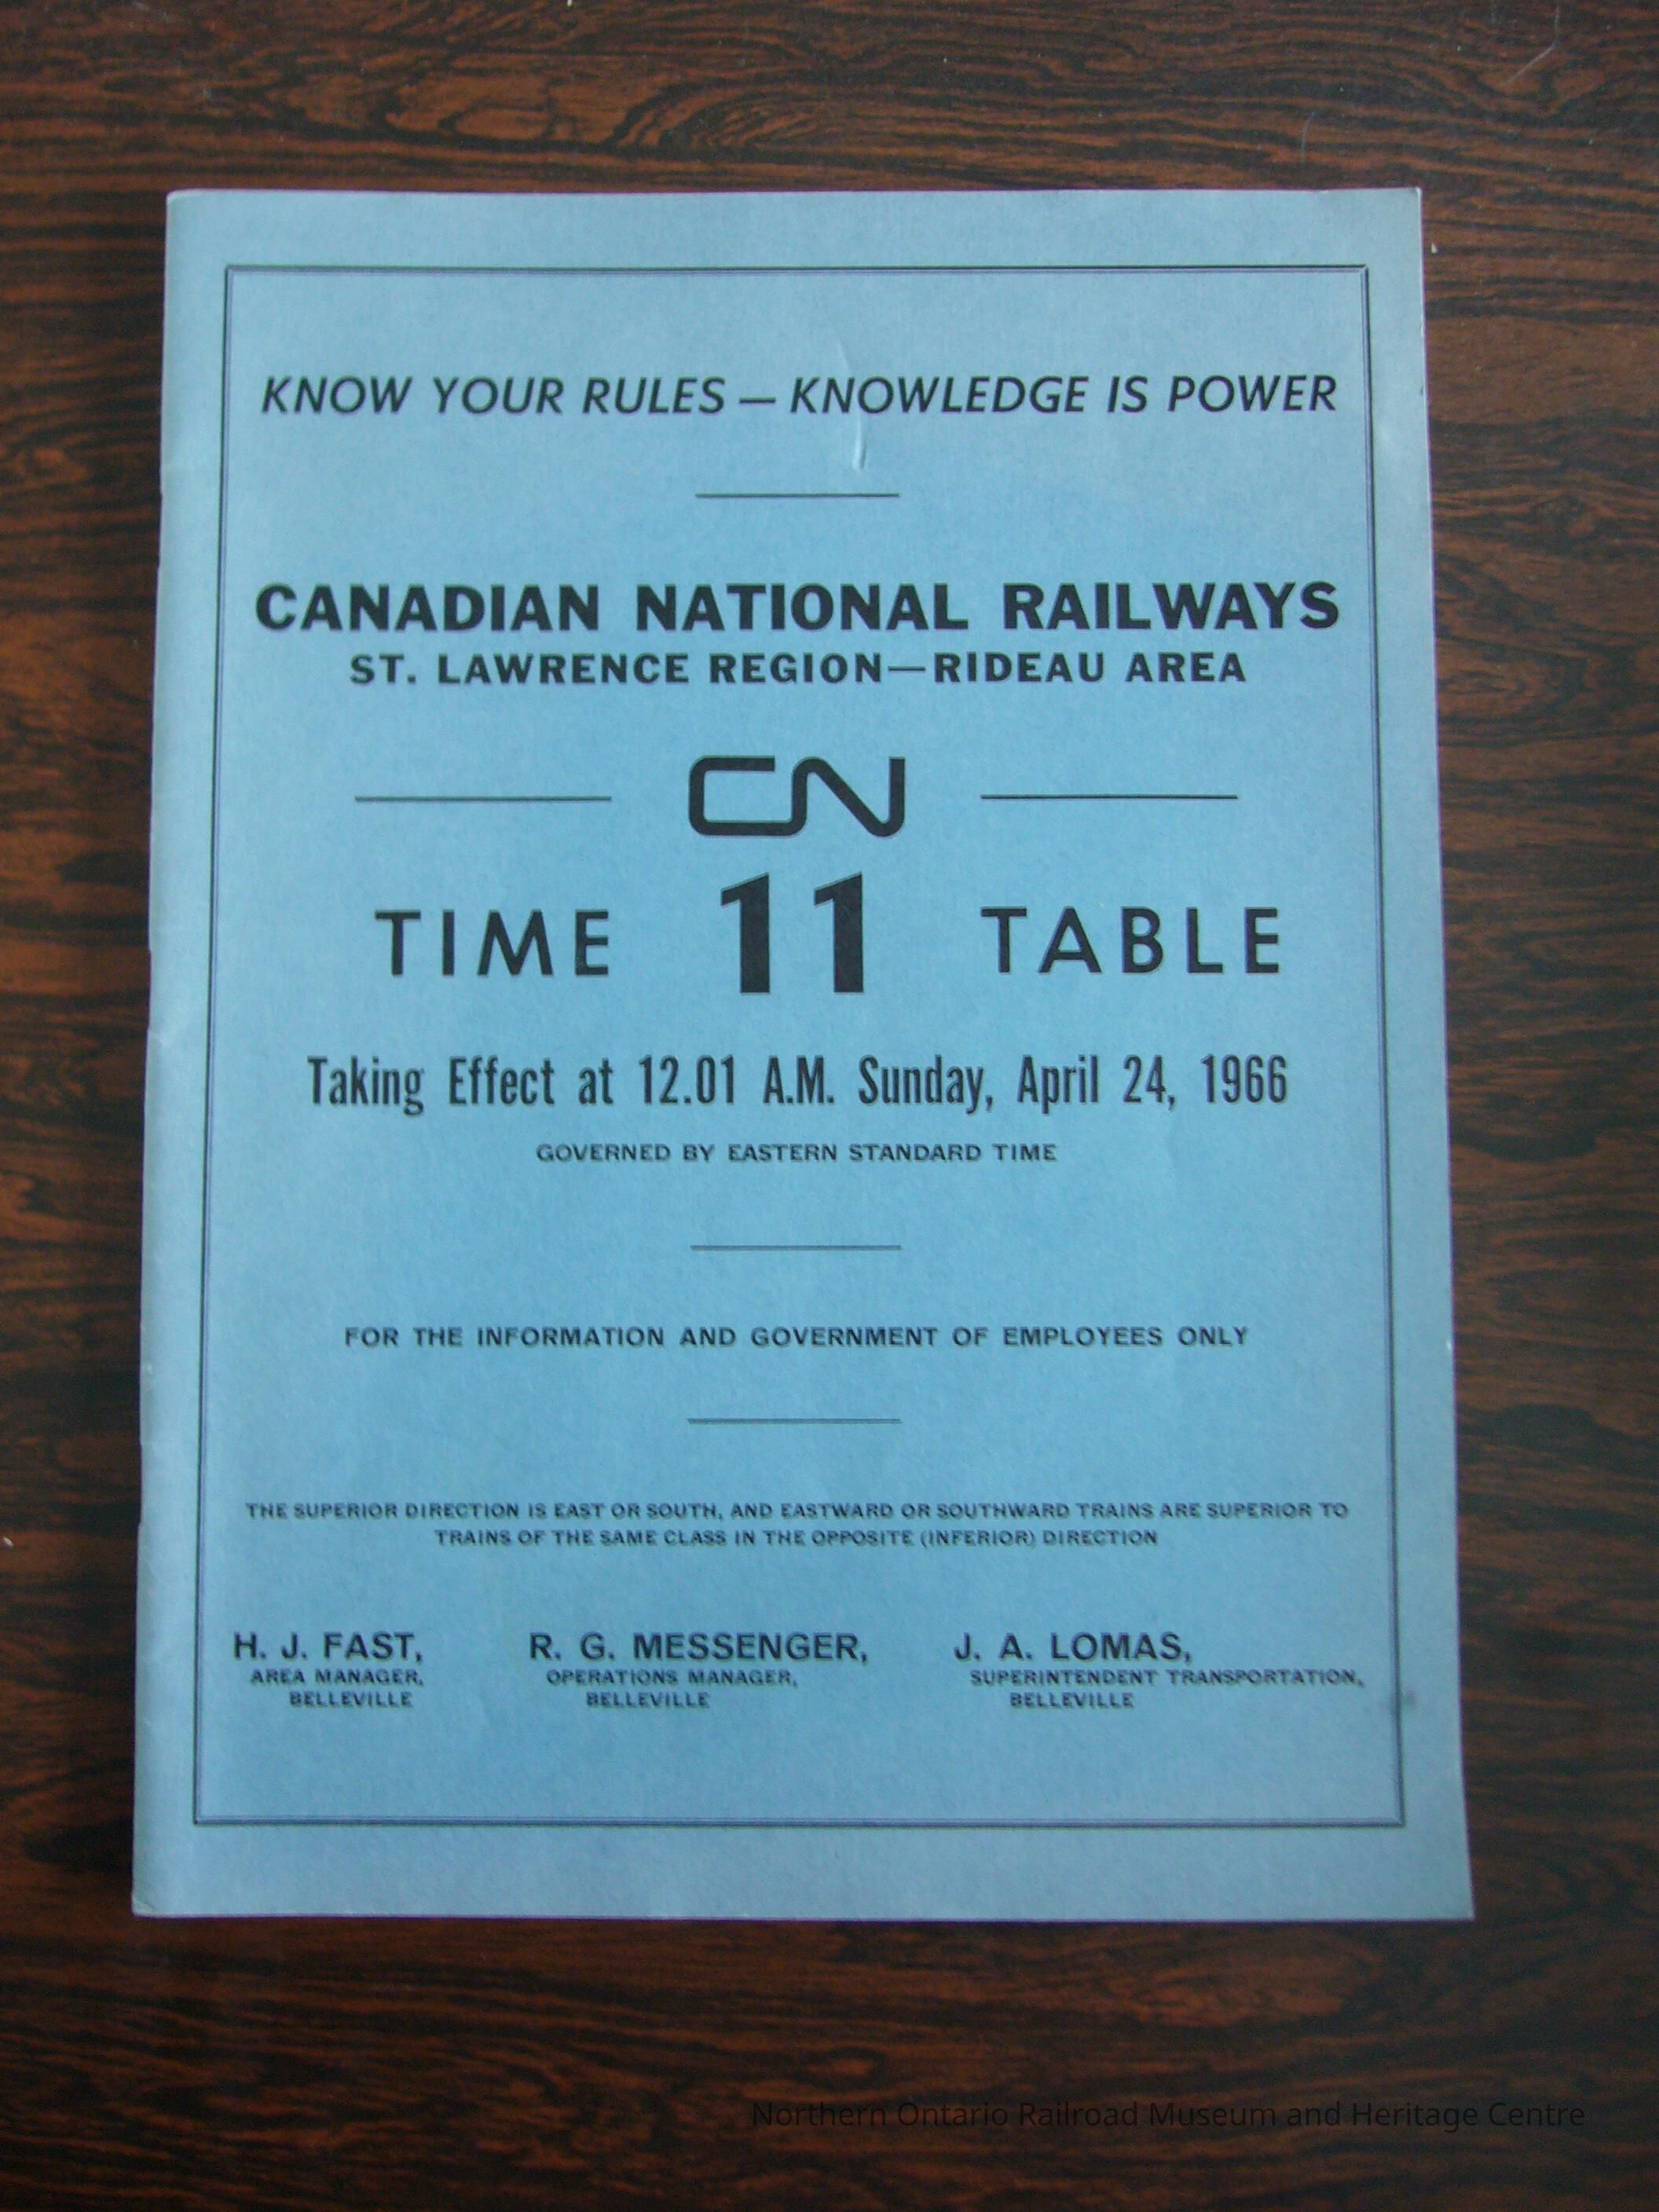 KNOW YOUR RULES — KNOWLEDGE IS POWER
CANADIAN NATIONAL RAILWAYS
ST. LAWRENCE REGION—RIDEAU AREA
CN
TIME 11 TABLE
Taking Effect at 12.01 A.M. Sunday, April 24, 1966
GOVERNED BY EASTERN STANDARD TIME
FOR THE INFORMATION AND GOVERNMENT OF EMPLOYEES ONLY
THE SUPERIOR DIRECTION IS EAST OR SOUTH, AND EASTWARD OR SOUTHWARD TRAINS ARE SUPERIOR TO
TRAINS OF THE SAME CLASS IN THE OPPOSITE (INFERIOR) DIRECTION
H. J. FAST,
AREA MANAGER,
BELLEVILLE
R. G. MESSENGER,
OPERATIONS MANAGER,
BELLEVILLE
J. A. LOMAS,
SUPERINTENDENT TRANSPORTATION,
BELLEVILLE
Northern Ontario Railroad Museum and Heritage Centre